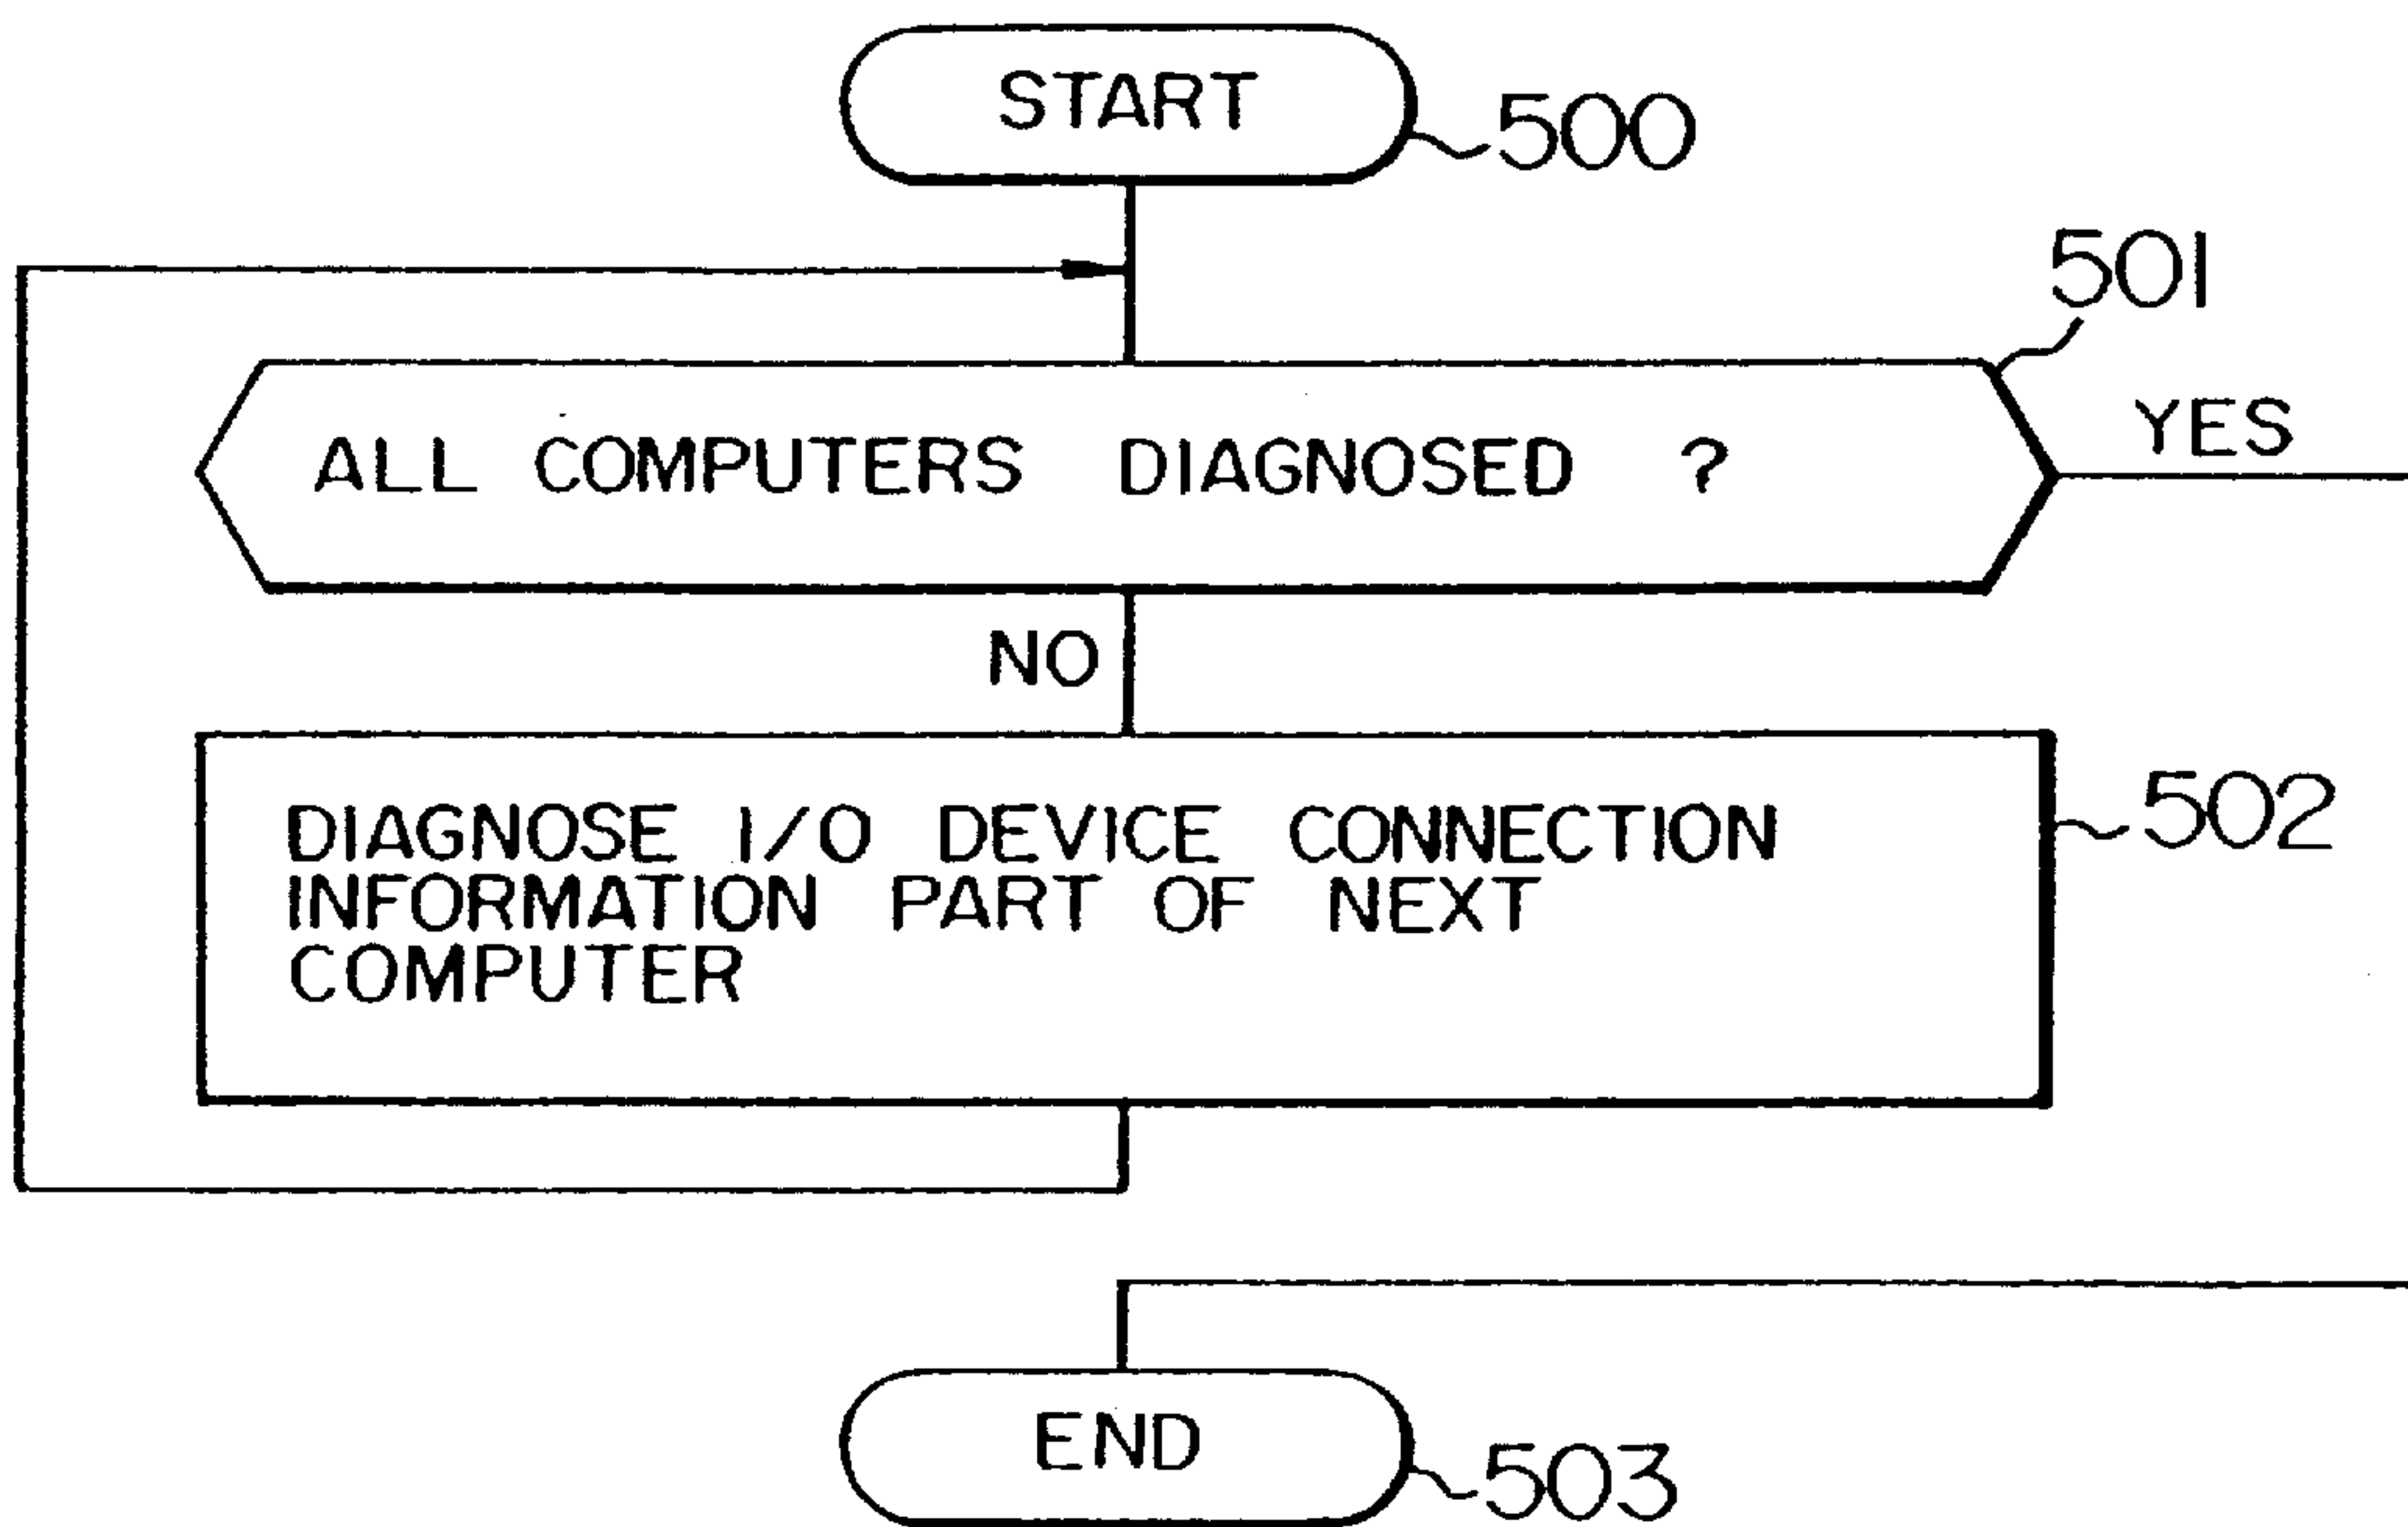 START
500
501
YES
ALL COMPUTERS DIAGNOSED ?
NO
DIAGNOSE I/O DEVICE CONNECTION
INFORMATION PART OF NEXT
COMPUTER
502
END
503